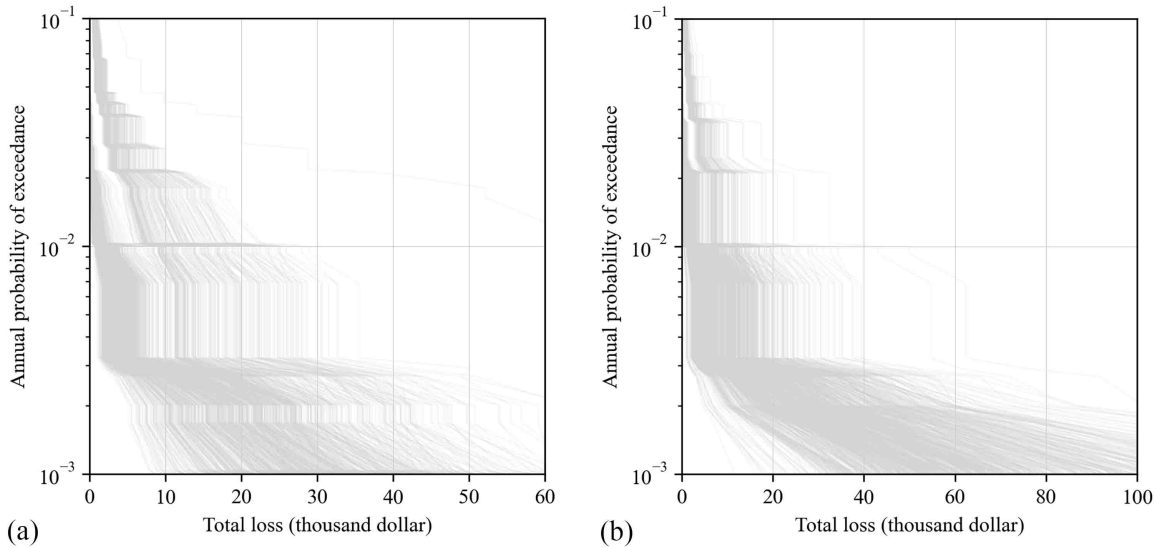 10⁻¹
10⁻²
10⁻³
Annual probability of exceedance
0 10 20 30 40 50 60
Total loss (thousand dollar)
(a)
10⁻¹
10⁻²
10⁻³
Annual probability of exceedance
0 20 40 60 80 100
Total loss (thousand dollar)
(b)